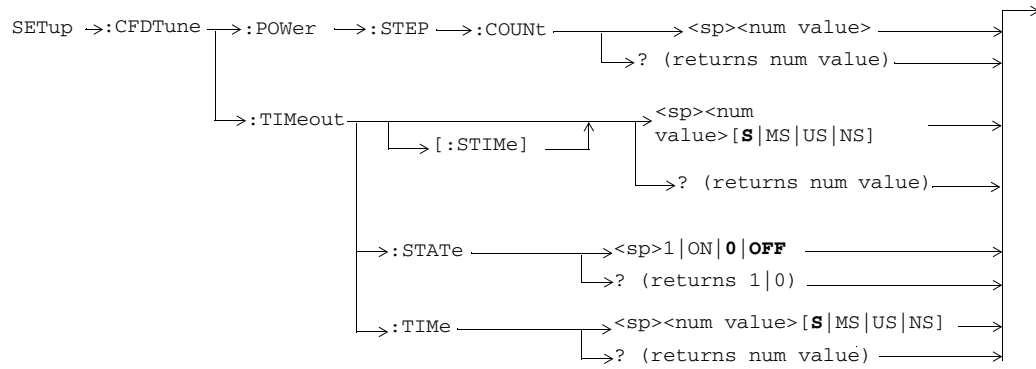 SETup :CFDTune :POWer :STEP :COUNt <sp><num value>
? (returns num value)
:TIMeout <sp><num
value>[S|MS|US|NS]
[:STIMe]
? (returns num value)
:STATe <sp>1|ON|0|OFF
? (returns 1|0)
:TIMe <sp><num value>[S|MS|US|NS]
? (returns num value)